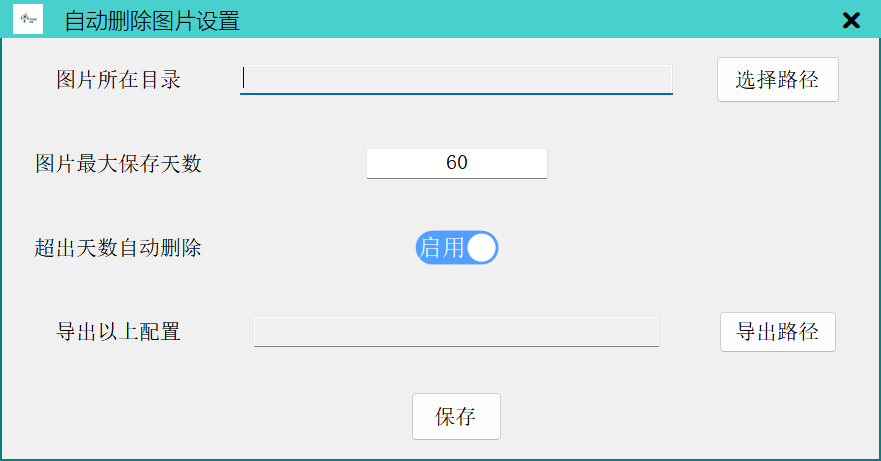 自动删除图片设置
图片所在目录 选择路径
图片最大保存天数 60
超出天数自动删除 启用
导出以上配置 导出路径
保存